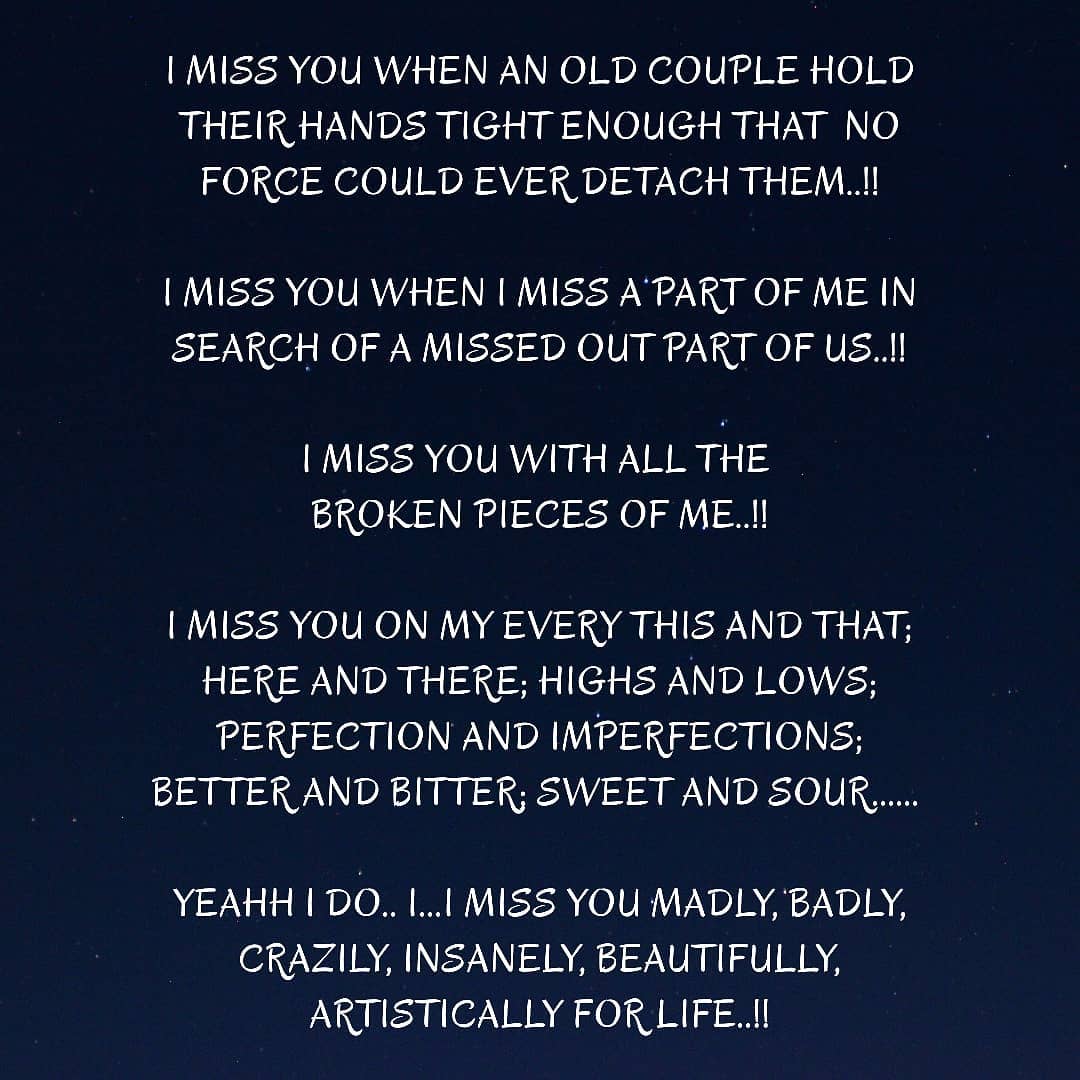 I MISS YOU WHEN AN OLD COUPLE HOLD
THEIR HANDS TIGHT ENOUGH THAT NO
FORCE COULD EVER DETACH THEM..!!
I MISS YOU WHEN I MISS A PART OF ME IN
SEARCH OF A MISSED OUT PART OF US..!!
I MISS YOU WITH ALL THE
BROKEN PIECES OF ME..!!
I MISS YOU ON MY EVERY THIS AND THAT;
HERE AND THERE; HIGHS AND LOWS;
PERFECTION AND IMPERFECTIONS;
BETTER AND BITTER; SWEET AND SOUR......
YEAHH I DO.. I...I MISS YOU MADLY, BADLY,
CRAZILY, INSANELY, BEAUTIFULLY,
ARTISTICALLY FOR LIFE..!!